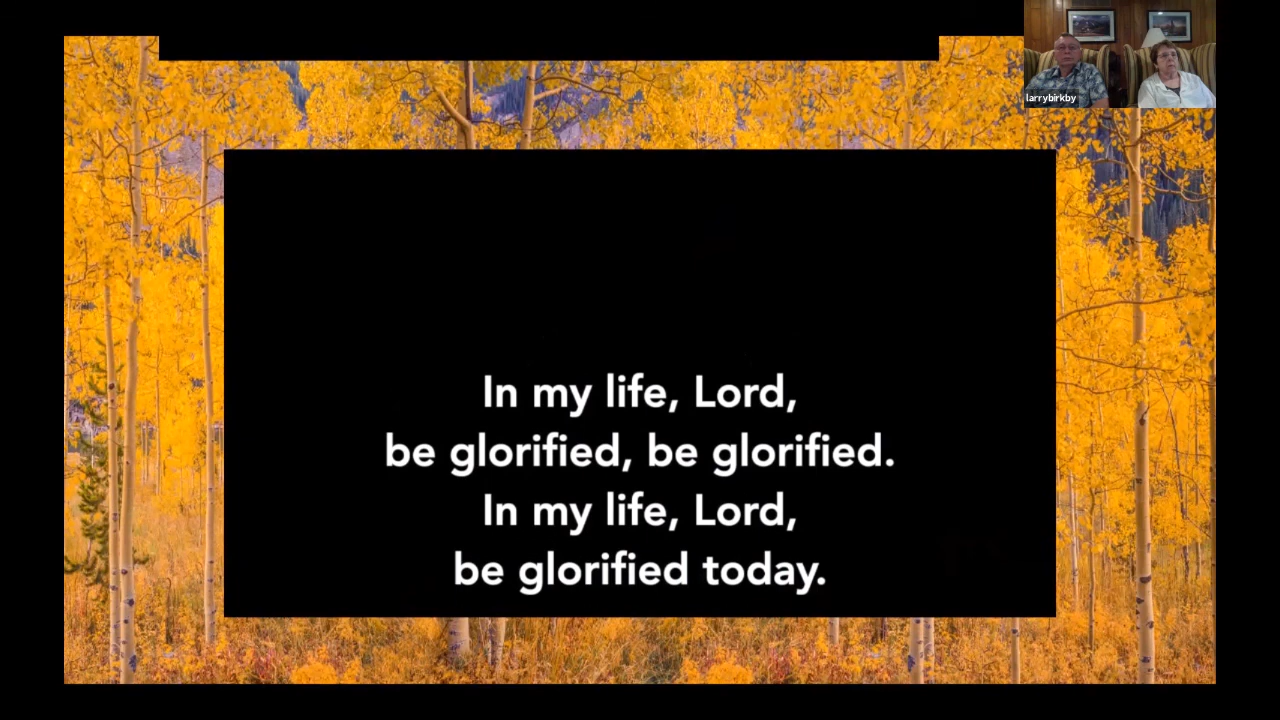 larrybirkby
In my life, Lord,
be glorified, be glorified.
In my life, Lord,
be glorified today.